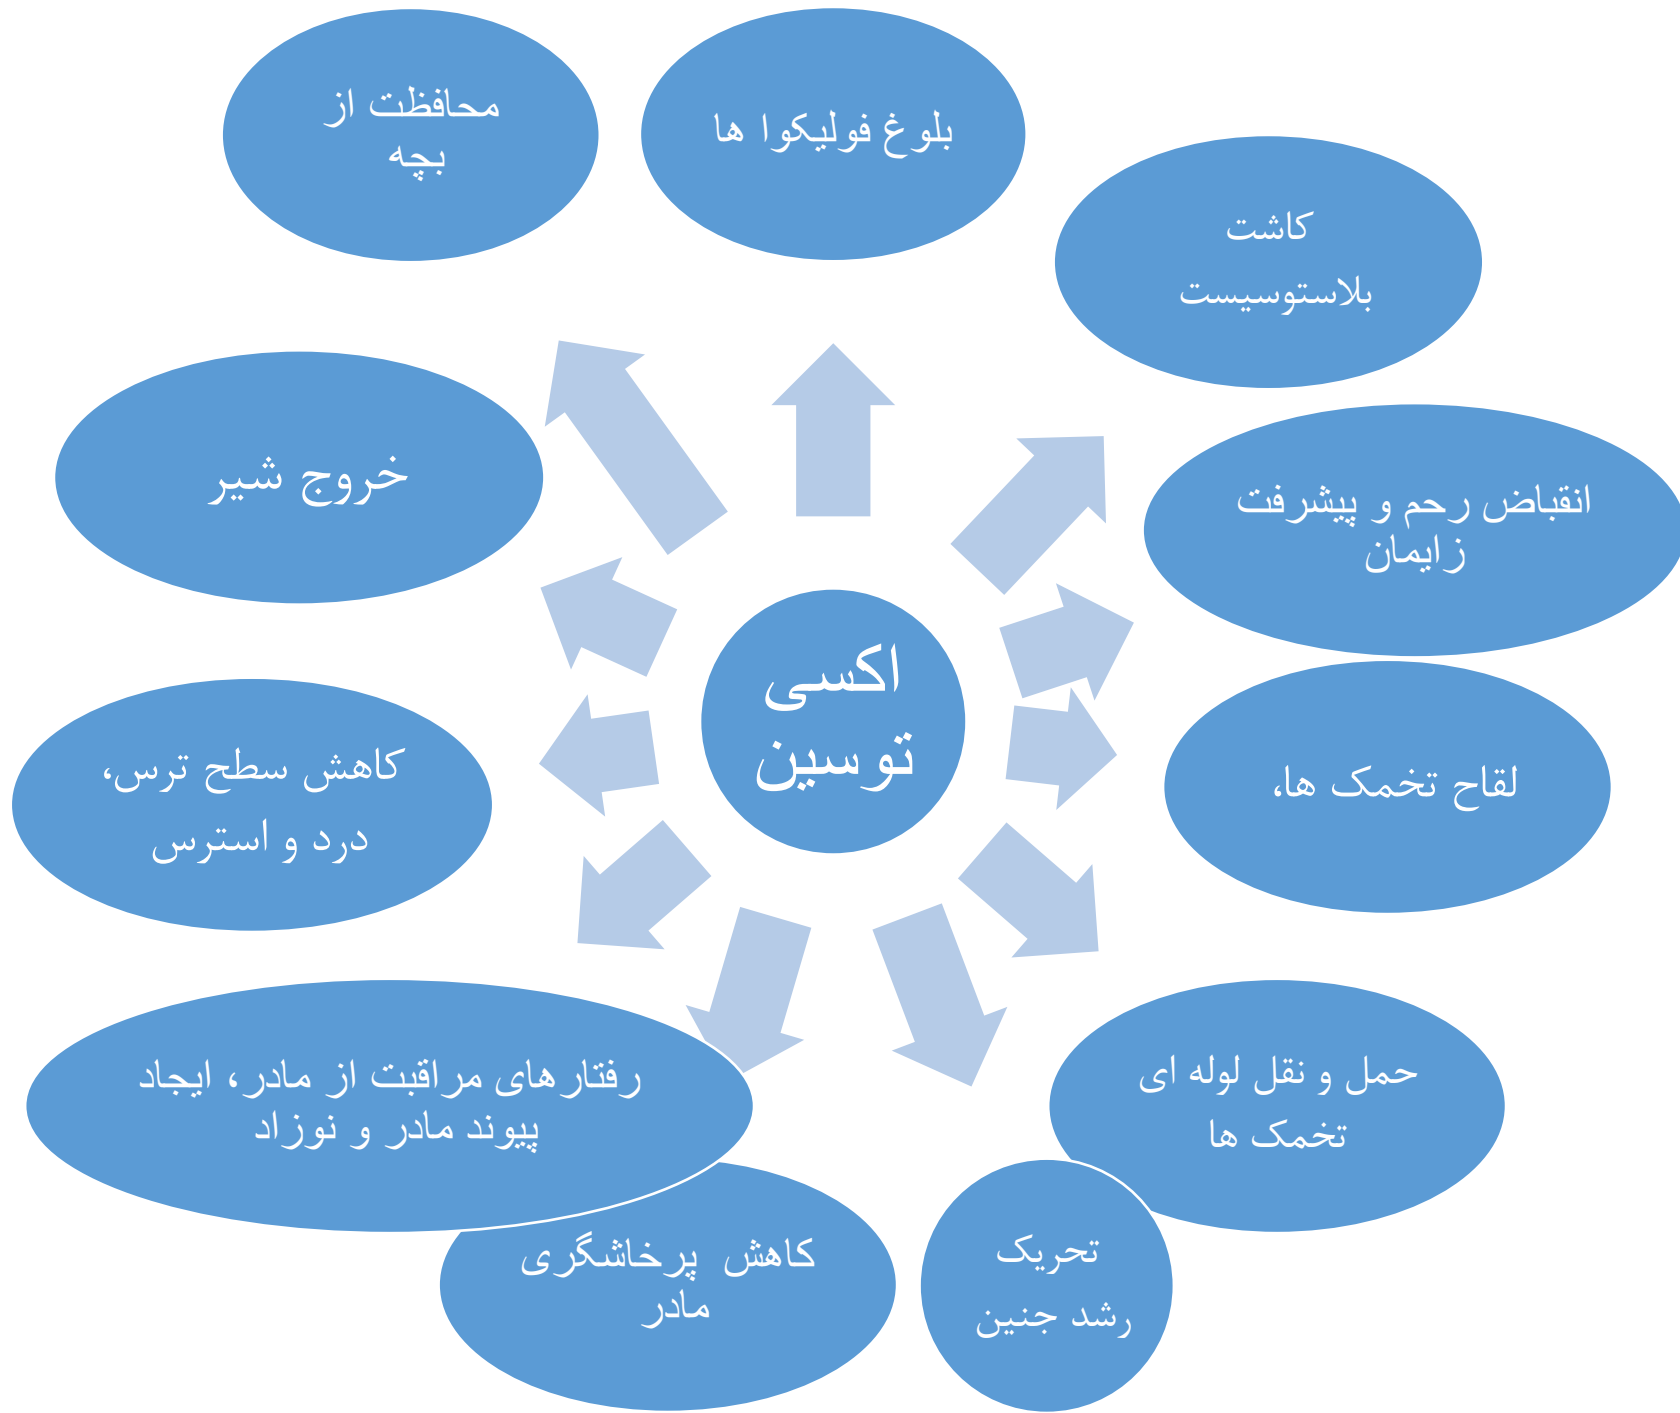 محافظت از
بچه
بلوغ فولیکوا ها
کاشت
بلاستوسیست
انقباض رحم و پیشرفت
زایمان
خروج شیر
اکسی
توسین
لقاح تخمک ها،
کاهش سطح ترس،
درد و استرس
حمل و نقل لوله ای
تخمک ها
رفتارهای مراقبت از مادر، ایجاد
پیوند مادر و نوزاد
تحریک
رشد جنین
کاهش پرخاشگری
مادر